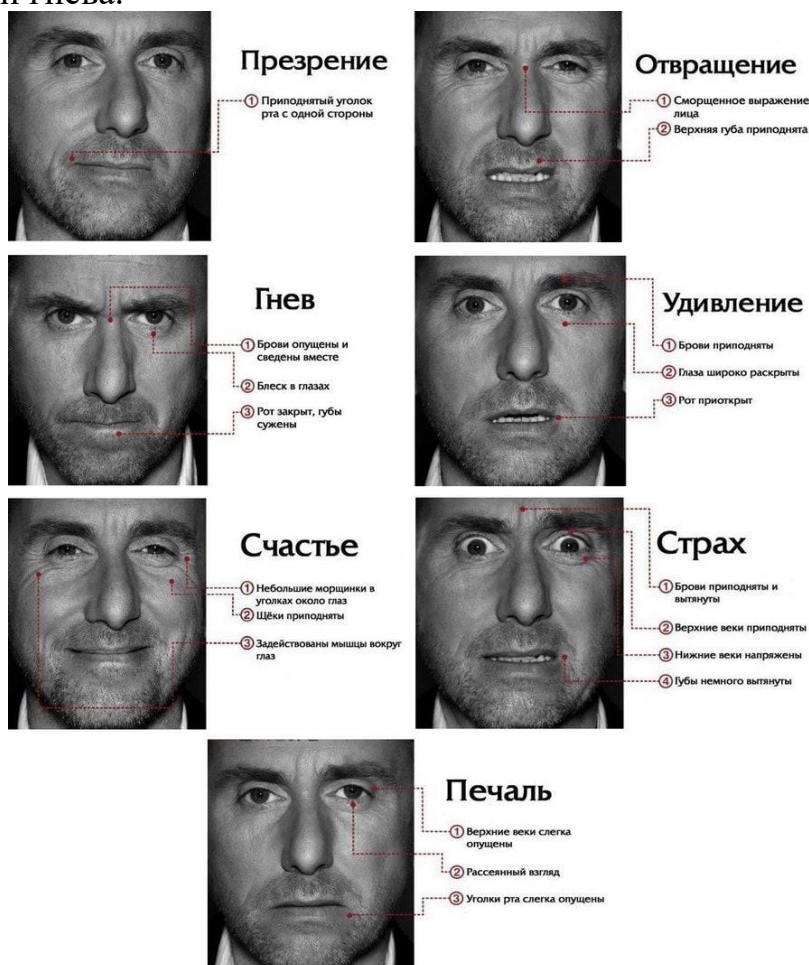 и гнева.
Презрение
1 Приподнятый уголок
рта с одной стороны
Отвращение
1 Сморщенное выражение
лица
2 Верхняя губа приподнята
Гнев
1 Брови опущены и
сведены вместе
2 Блеск в глазах
3 Рот закрыт, губы
сужены
Удивление
1 Брови приподняты
2 Глаза широко раскрыты
3 Рот приоткрыт
Счастье
1 Небольшие морщинки в
уголках около глаз
2 Щёки приподняты
3 Задействованы мышцы вокруг
глаз
Страх
1 Брови приподняты и
вытянуты
2 Верхние веки приподняты
3 Нижние веки напряжены
4 Губы немного вытянуты
Печаль
1 Верхние веки слегка
опущены
2 Рассеянный взгляд
3 Уголки рта слегка опущены